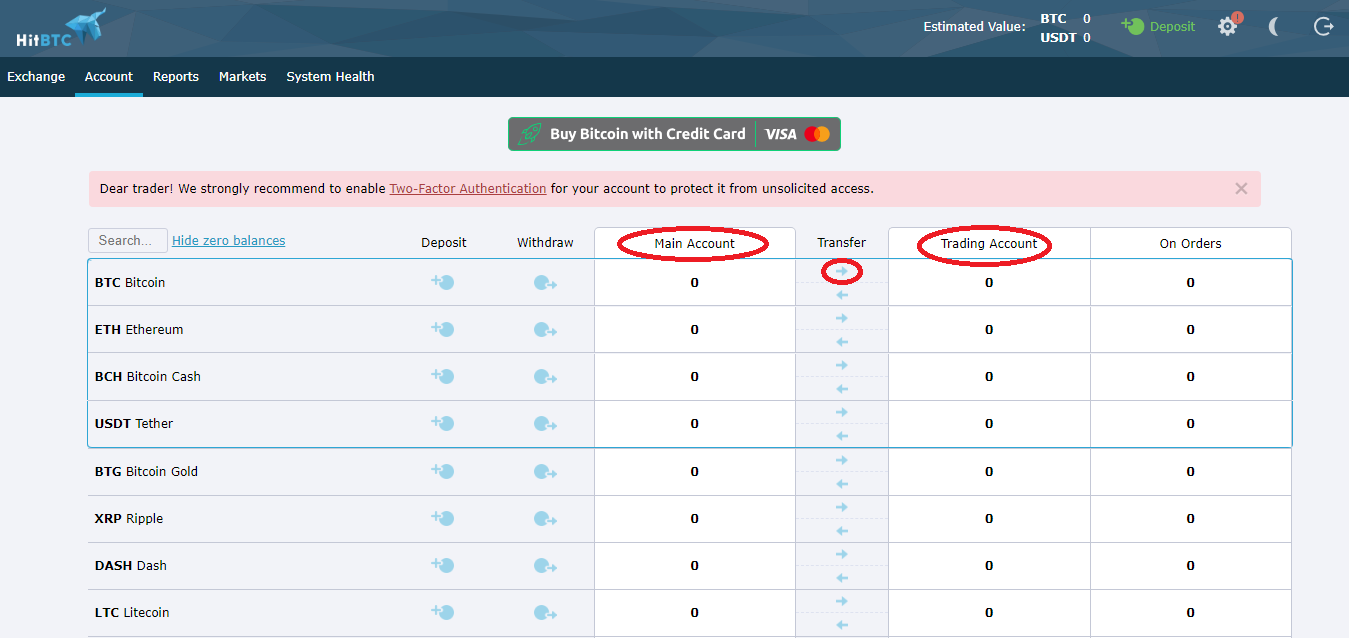 HitBTC
Estimated Value: BTC 0
USDT 0
Deposit
!
Exchange Account Reports Markets System Health
Buy Bitcoin with Credit Card VISA
Dear trader! We strongly recommend to enable Two-Factor Authentication for your account to protect it from unsolicited access.
Search... Hide zero balances Deposit Withdraw Main Account Transfer Trading Account On Orders
BTC Bitcoin 0 0 0
ETH Ethereum 0 0 0
BCH Bitcoin Cash 0 0 0
USDT Tether 0 0 0
BTG Bitcoin Gold 0 0 0
XRP Ripple 0 0 0
DASH Dash 0 0 0
LTC Litecoin 0 0 0